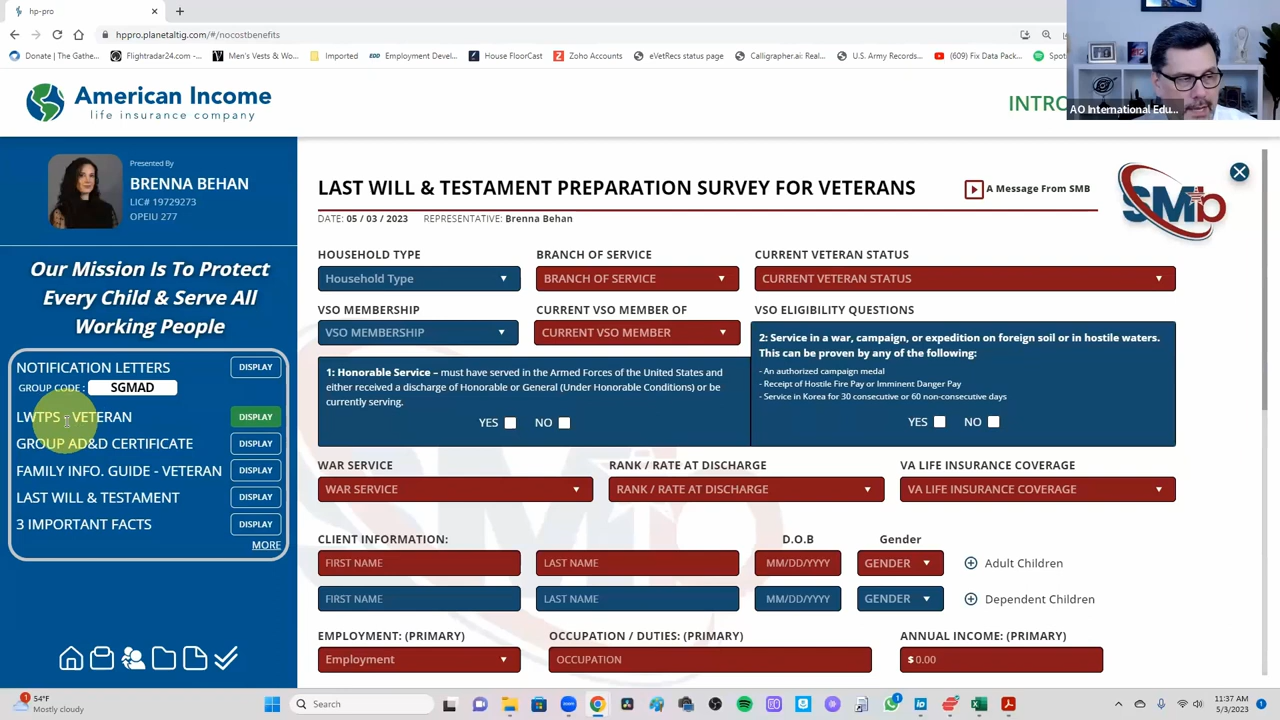 hp-pro
hppro.planetaltig.com/#/nocostbenefits
Donate | The Gathe...
Flightradar24.com -...
Men's Vests & Wo...
Imported
EDD Employment Devel...
House FloorCast
Zoho Accounts
eVetRecs status page
Calligrapher.ai: Real...
U.S. Army Records...
(609) Fix Data Pack...
Spot
AO International Edu...
American Income
life insurance company
INTRO
Presented By
BRENNA BEHAN
LIC# 19729273
OPEIU 277
Our Mission Is To Protect
Every Child & Serve All
Working People
NOTIFICATION LETTERS DISPLAY
GROUP CODE : SGMAD
LWTPS - VETERAN DISPLAY
GROUP AD&D CERTIFICATE DISPLAY
FAMILY INFO. GUIDE - VETERAN DISPLAY
LAST WILL & TESTAMENT DISPLAY
3 IMPORTANT FACTS DISPLAY
MORE
LAST WILL & TESTAMENT PREPARATION SURVEY FOR VETERANS
A Message From SMB
SMb
DATE: 05 / 03 / 2023 REPRESENTATIVE: Brenna Behan
HOUSEHOLD TYPE BRANCH OF SERVICE CURRENT VETERAN STATUS
Household Type BRANCH OF SERVICE CURRENT VETERAN STATUS
VSO MEMBERSHIP CURRENT VSO MEMBER OF VSO ELIGIBILITY QUESTIONS
VSO MEMBERSHIP CURRENT VSO MEMBER
1: Honorable Service – must have served in the Armed Forces of the United States and
either received a discharge of Honorable or General (Under Honorable Conditions) or be
currently serving.
YES NO
2: Service in a war, campaign, or expedition on foreign soil or in hostile waters.
This can be proven by any of the following:
- An authorized campaign medal
- Receipt of Hostile Fire Pay or Imminent Danger Pay
- Service in Korea for 30 consecutive or 60 non-consecutive days
YES NO
WAR SERVICE RANK / RATE AT DISCHARGE VA LIFE INSURANCE COVERAGE
WAR SERVICE RANK / RATE AT DISCHARGE VA LIFE INSURANCE COVERAGE
CLIENT INFORMATION: D.O.B Gender
FIRST NAME LAST NAME MM/DD/YYYY GENDER Adult Children
FIRST NAME LAST NAME MM/DD/YYYY GENDER Dependent Children
EMPLOYMENT: (PRIMARY) OCCUPATION / DUTIES: (PRIMARY) ANNUAL INCOME: (PRIMARY)
Employment OCCUPATION $ 0.00
54°F
Mostly cloudy
Search
11:37 AM
5/3/2023